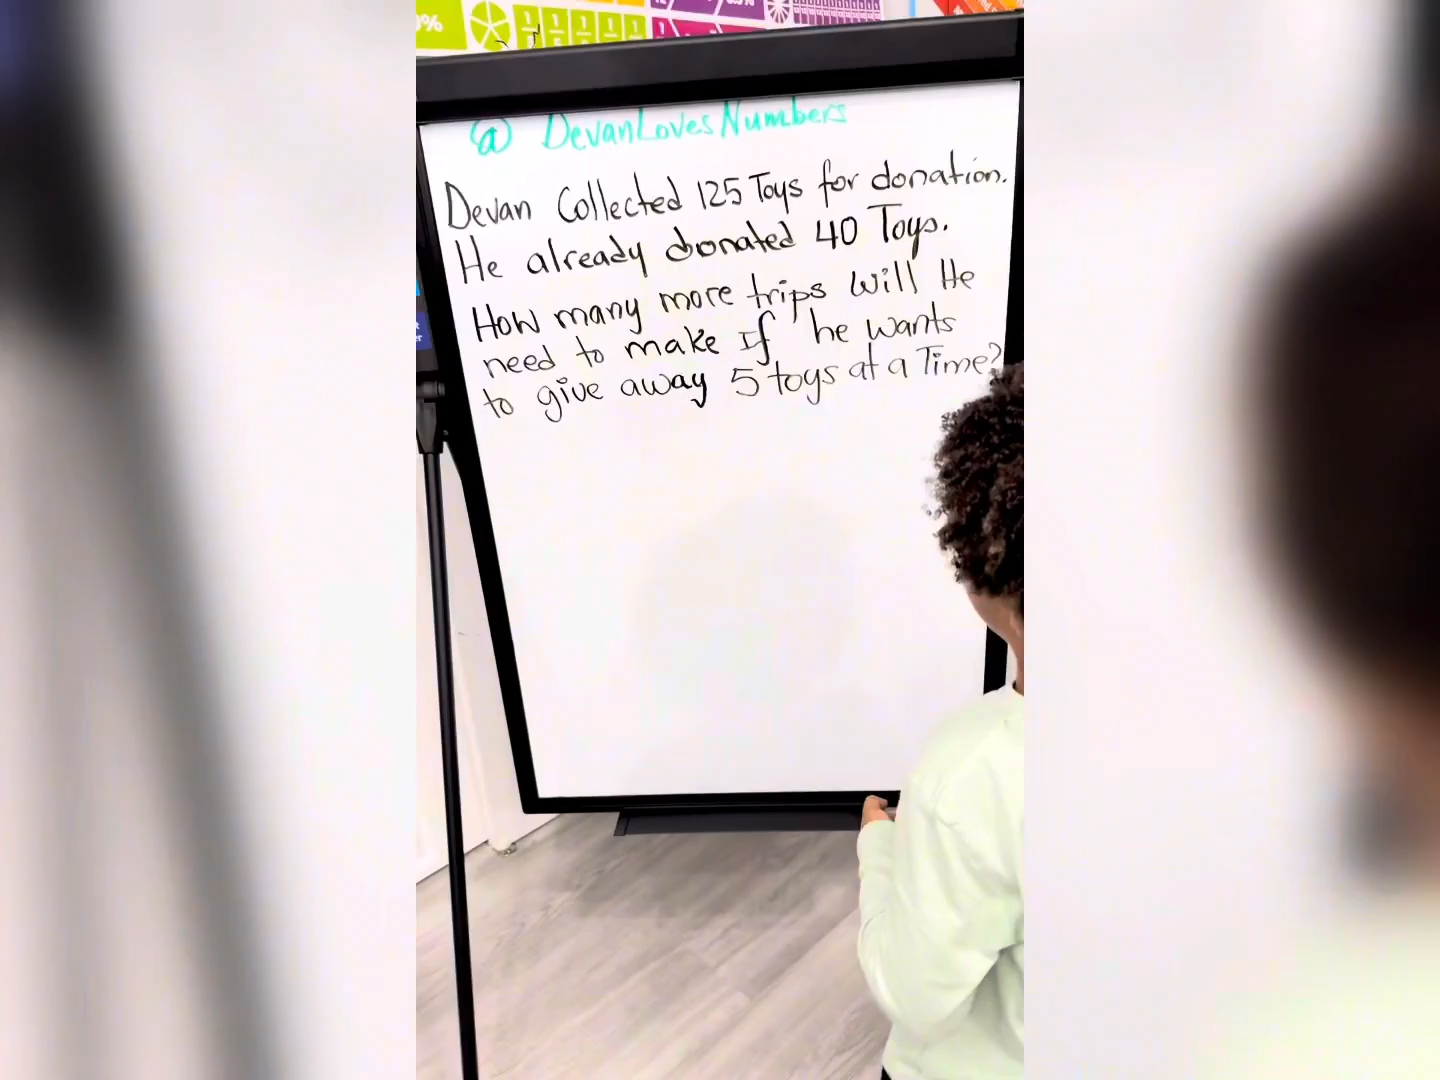 @ DevanLovesNumbers
Devan Collected 125 Toys for donation.
He already donated 40 Toys.
How many more trips will He
need to make If he wants
to give away 5 toys at a Time?